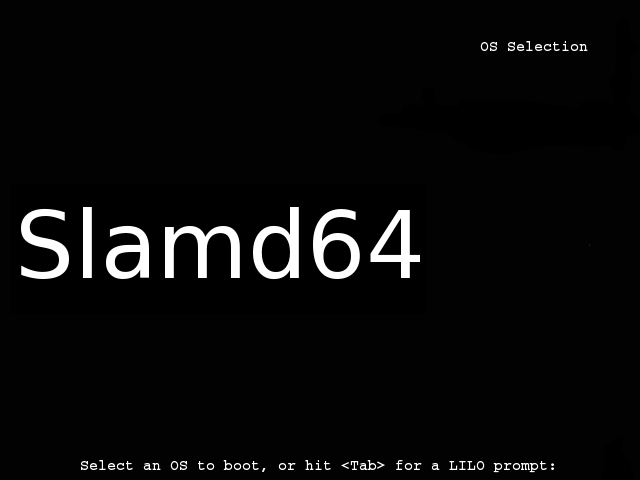 OS Selection
Slamd64
Select an OS to boot, or hit <Tab> for a LILO prompt: